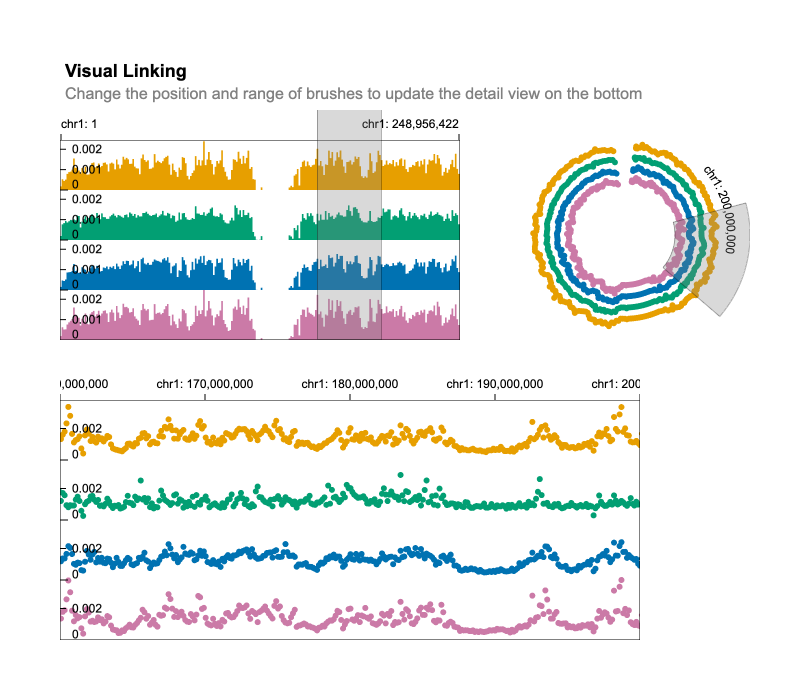 Visual Linking
Change the position and range of brushes to update the detail view on the bottom
chr1: 1
chr1: 248,956,422
0.002
0.001
0
0.002
0.001
0
0.002
0.001
0
0.002
0.001
0
chr1: 200,000,000
0,000,000
chr1: 170,000,000
chr1: 180,000,000
chr1: 190,000,000
chr1: 200
0.002
0
0.002
0
0.002
0
0.002
0